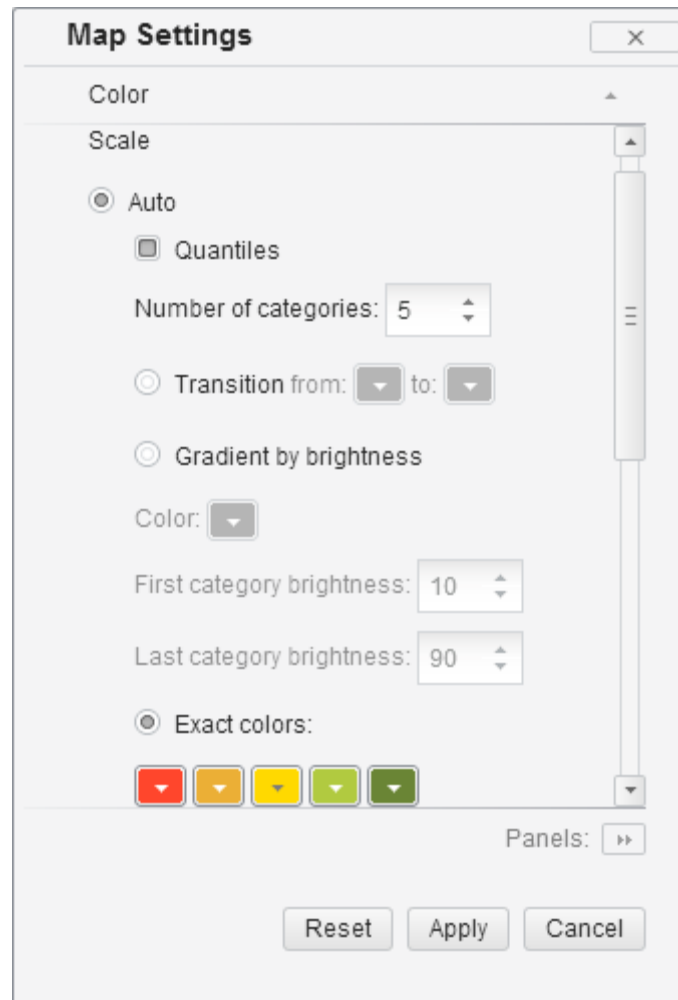 Map Settings
Color
Scale
Auto
Quantiles
Number of categories: 5
Transition from: to:
Gradient by brightness
Color:
First category brightness: 10
Last category brightness: 90
Exact colors:
Panels:
Reset Apply Cancel